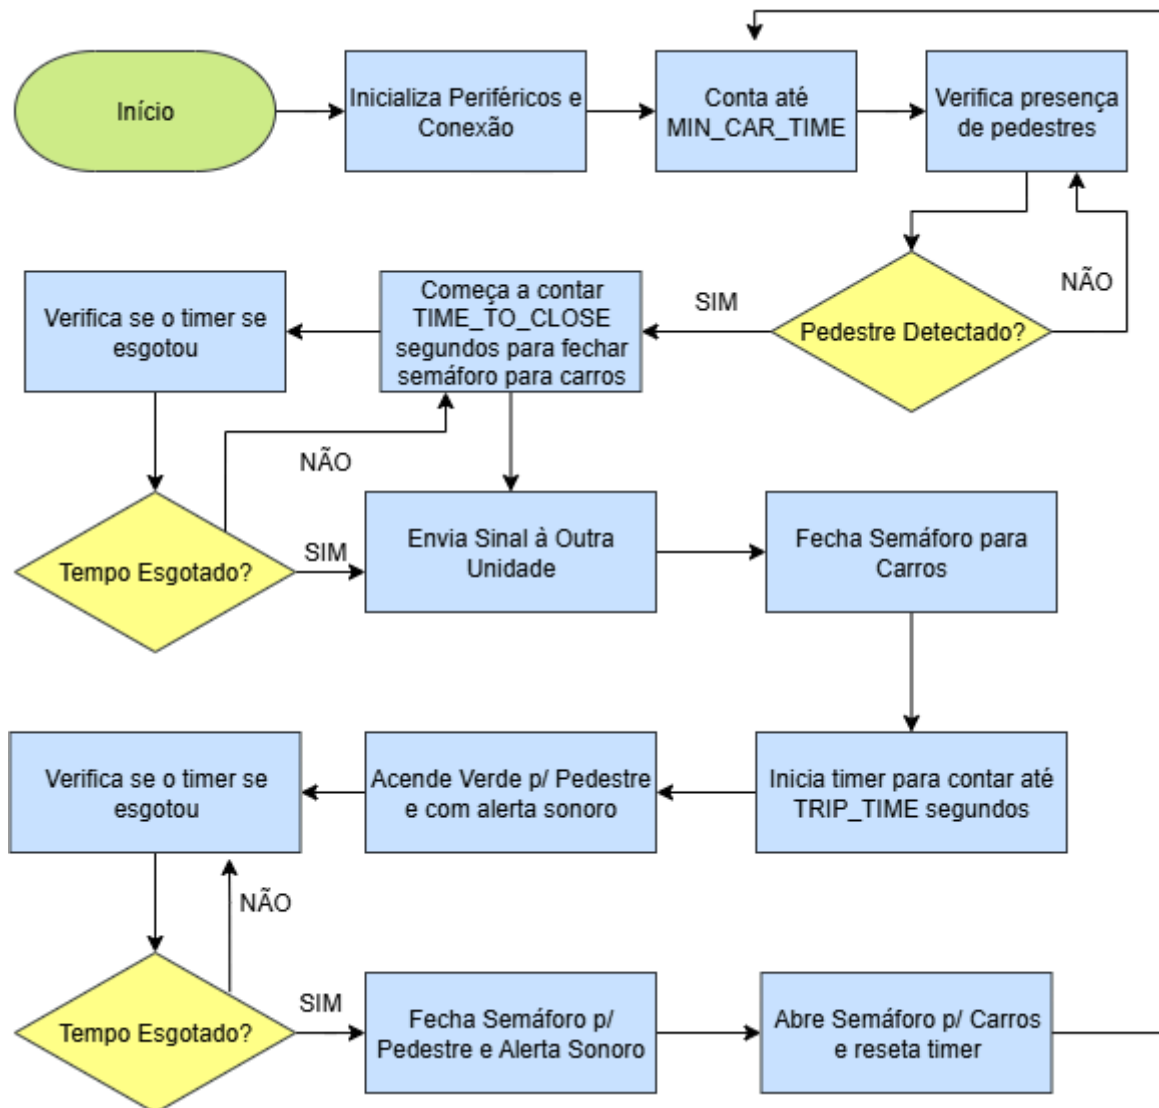 Início
Inicializa Periféricos e
Conexão
Conta até
MIN_CAR_TIME
Verifica presença
de pedestres
Pedestre Detectado?
NÃO
SIM
Começa a contar
TIME_TO_CLOSE
segundos para fechar
semáforo para carros
Verifica se o timer se
esgotou
Tempo Esgotado?
NÃO
SIM
Envia Sinal à Outra
Unidade
Fecha Semáforo para
Carros
Inicia timer para contar até
TRIP_TIME segundos
Acende Verde p/ Pedestre
e com alerta sonoro
Verifica se o timer se
esgotou
Tempo Esgotado?
NÃO
SIM
Fecha Semáforo p/
Pedestre e Alerta Sonoro
Abre Semáforo p/ Carros
e reseta timer